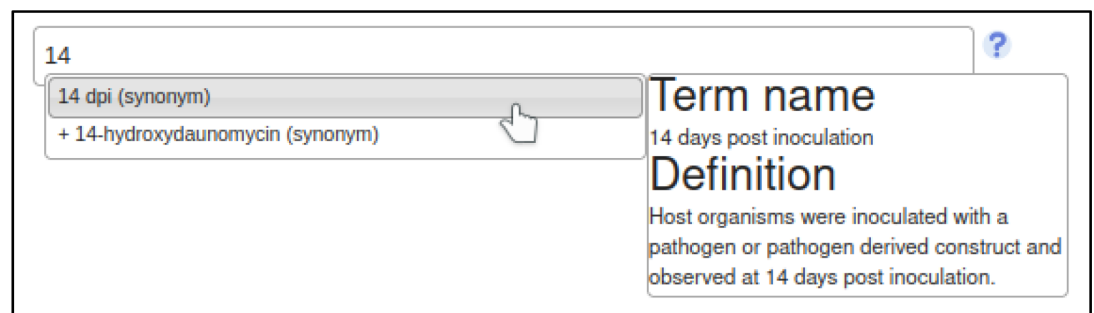 14
?
14 dpi (synonym)
+ 14-hydroxydaunomycin (synonym)
Term name
14 days post inoculation
Definition
Host organisms were inoculated with a
pathogen or pathogen derived construct and
observed at 14 days post inoculation.